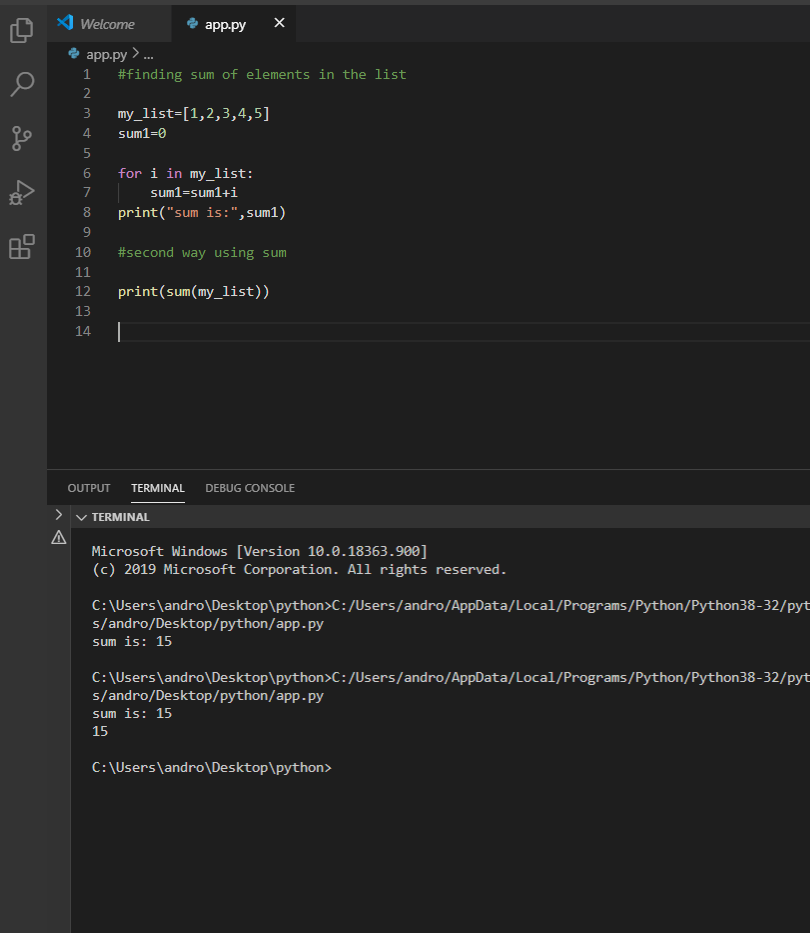 Welcome
app.py
app.py > ...
1 #finding sum of elements in the list
2
3 my_list=[1,2,3,4,5]
4 sum1=0
5
6 for i in my_list:
7     sum1=sum1+i
8 print("sum is:",sum1)
9
10 #second way using sum
11
12 print(sum(my_list))
13
14
OUTPUT TERMINAL DEBUG CONSOLE
TERMINAL
Microsoft Windows [Version 10.0.18363.900]
(c) 2019 Microsoft Corporation. All rights reserved.
C:\Users\andro\Desktop\python>C:/Users/andro/AppData/Local/Programs/Python/Python38-32/pyt
s/andro/Desktop/python/app.py
sum is: 15
C:\Users\andro\Desktop\python>C:/Users/andro/AppData/Local/Programs/Python/Python38-32/pyt
s/andro/Desktop/python/app.py
sum is: 15
15
C:\Users\andro\Desktop\python>